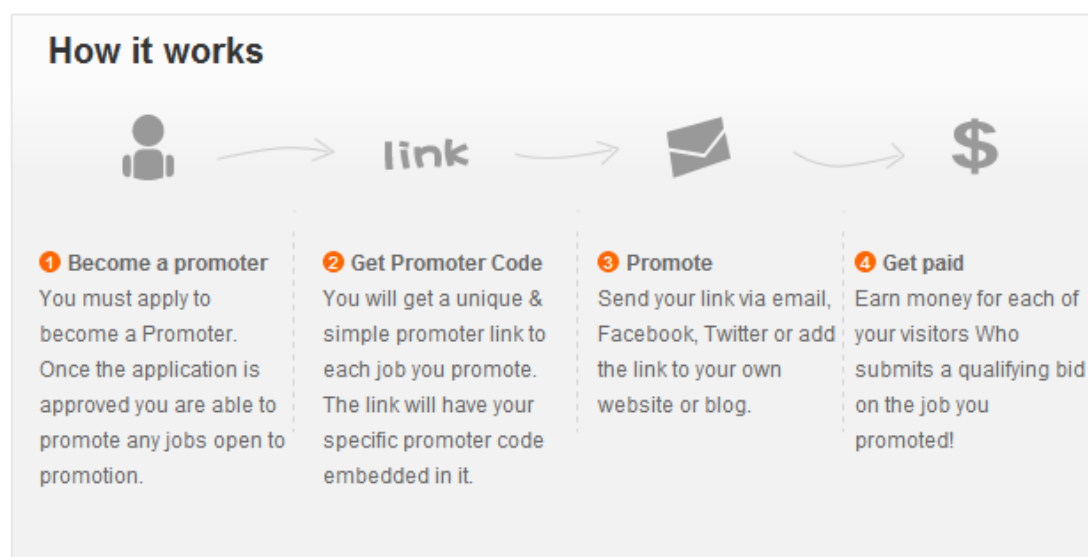 How it works
link
$
1 Become a promoter
You must apply to
become a Promoter.
Once the application is
approved you are able to
promote any jobs open to
promotion.
2 Get Promoter Code
You will get a unique &
simple promoter link to
each job you promote.
The link will have your
specific promoter code
embedded in it.
3 Promote
Send your link via email,
Facebook, Twitter or add
the link to your own
website or blog.
4 Get paid
Earn money for each of
your visitors Who
submits a qualifying bid
on the job you
promoted!